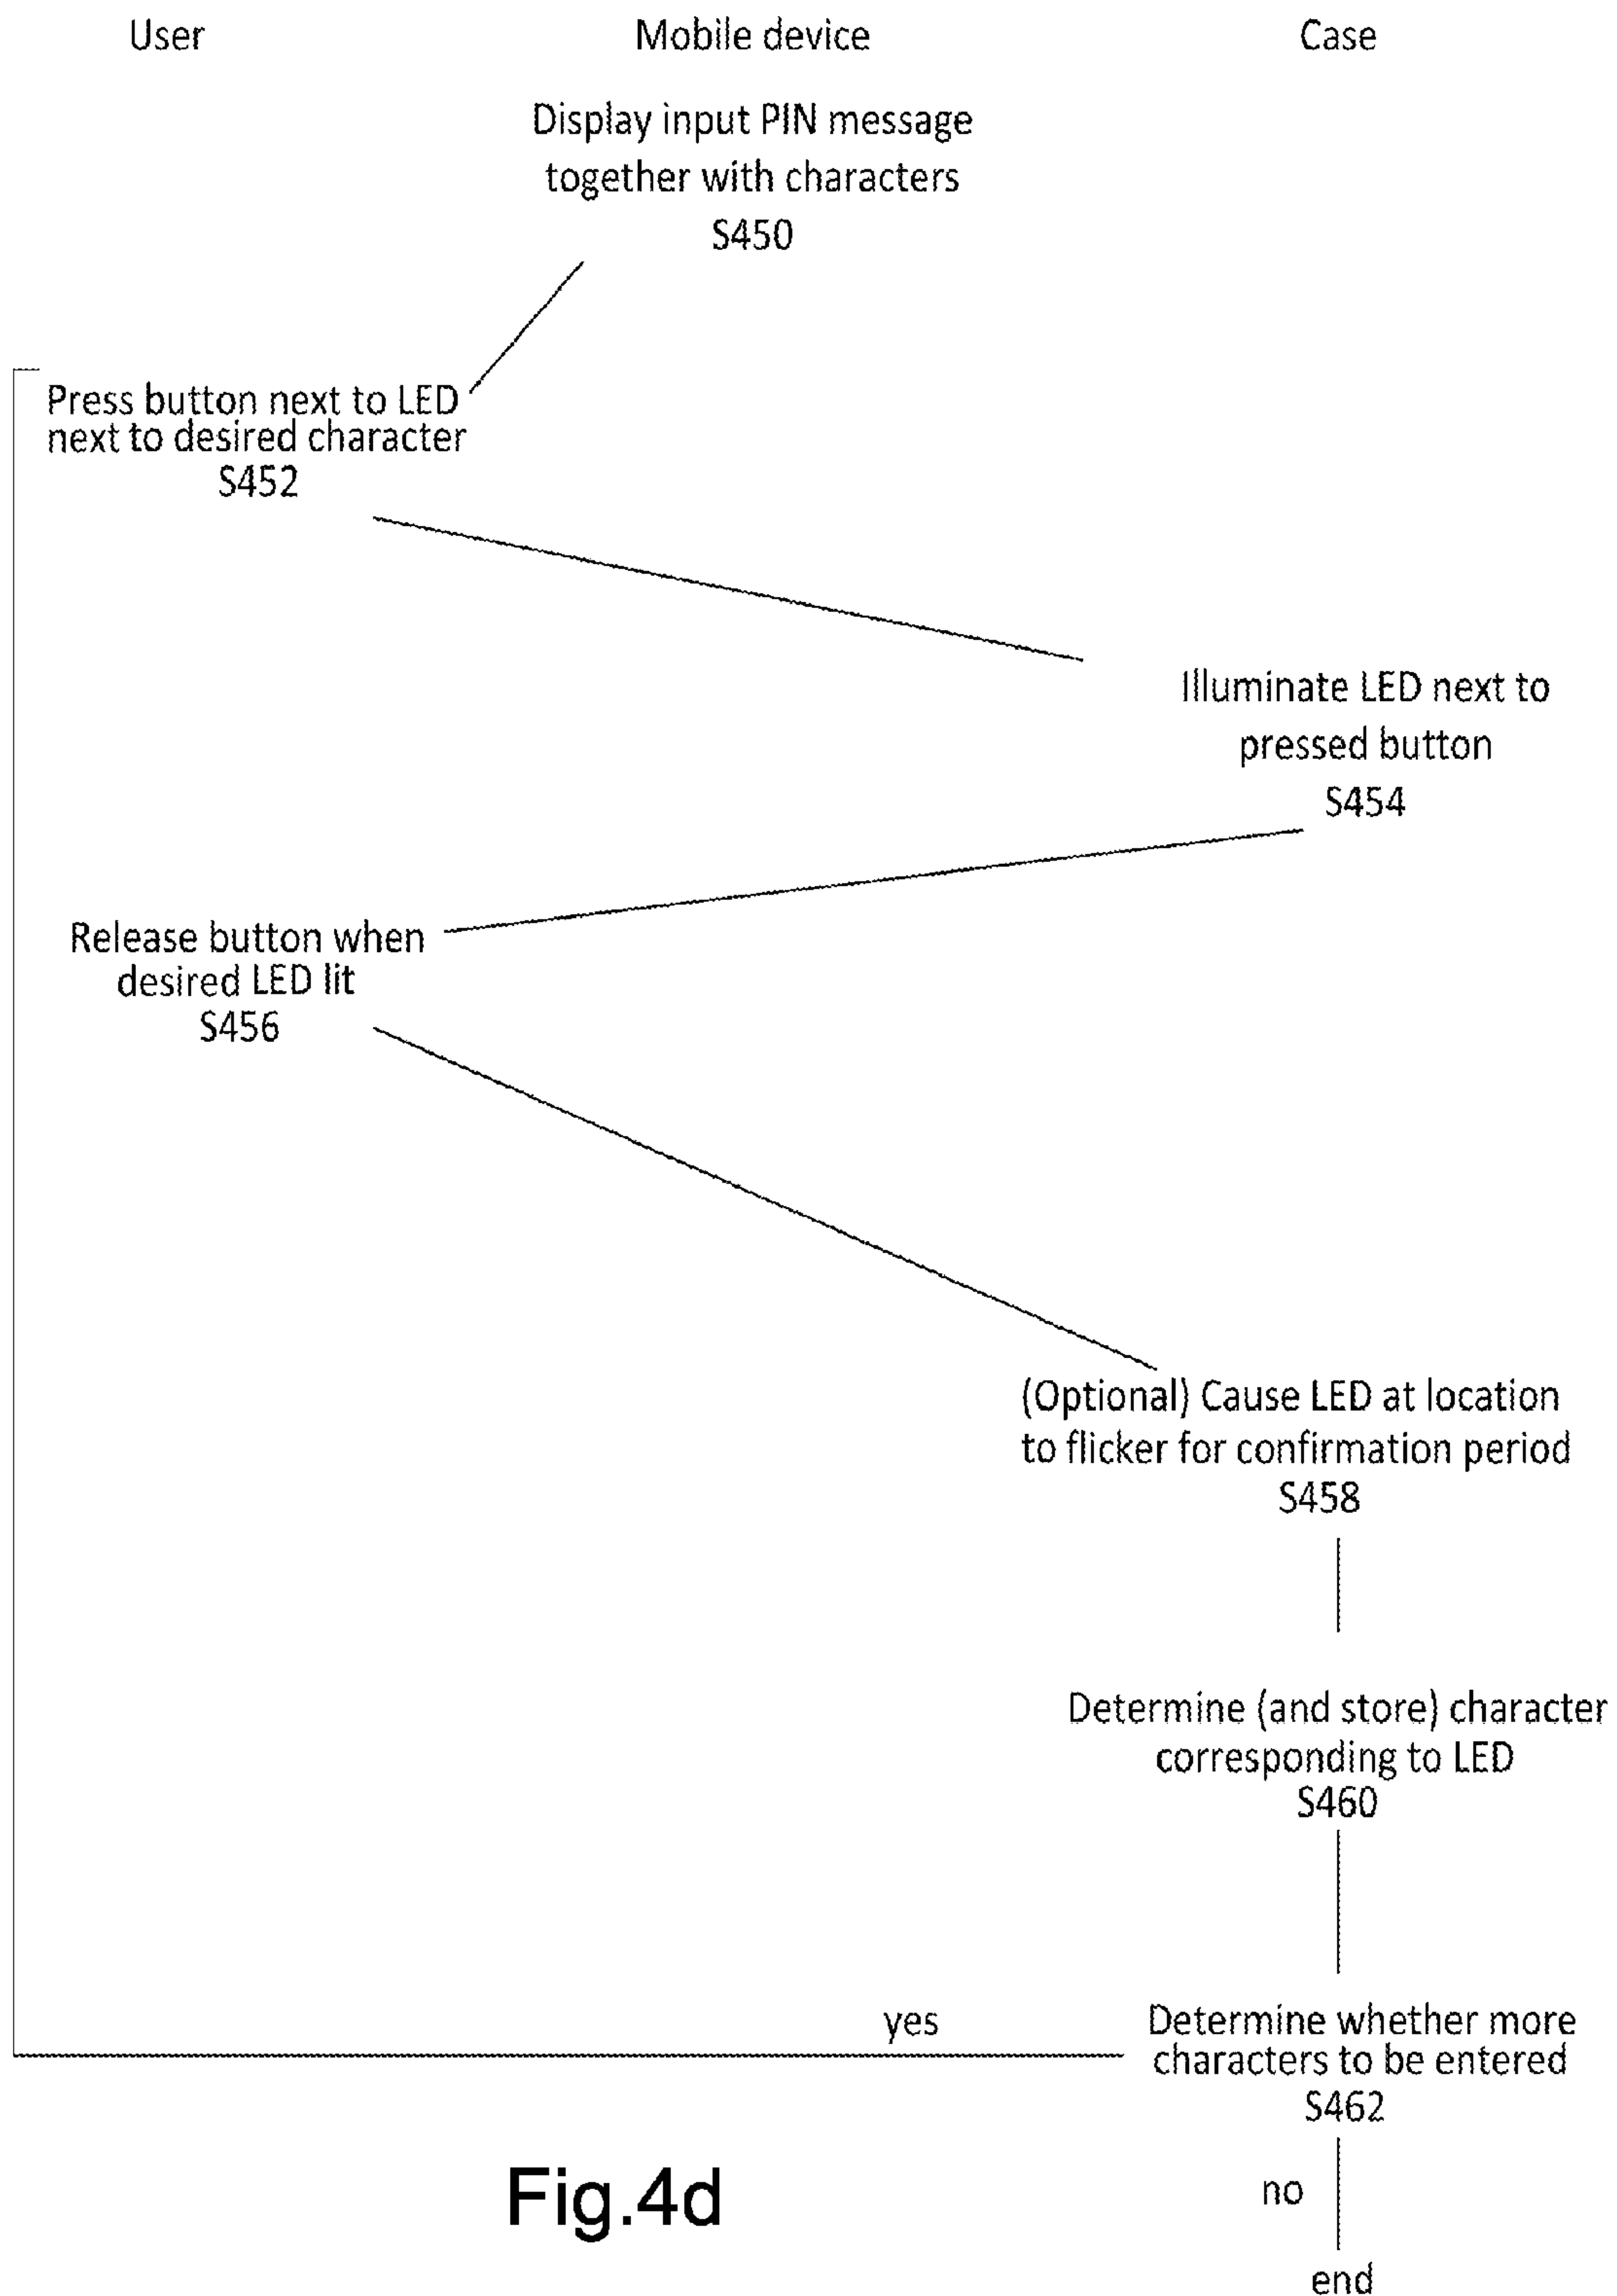 User
Mobile device
Case
Display input PIN message
together with characters
S450
Press button next to LED
next to desired character
S452
Illuminate LED next to
pressed button
S454
Release button when
desired LED lit
S456
(Optional) Cause LED at location
to flicker for confirmation period
S458
Determine (and store) character
corresponding to LED
S460
yes
Determine whether more
characters to be entered
S462
no
end
Fig.4d